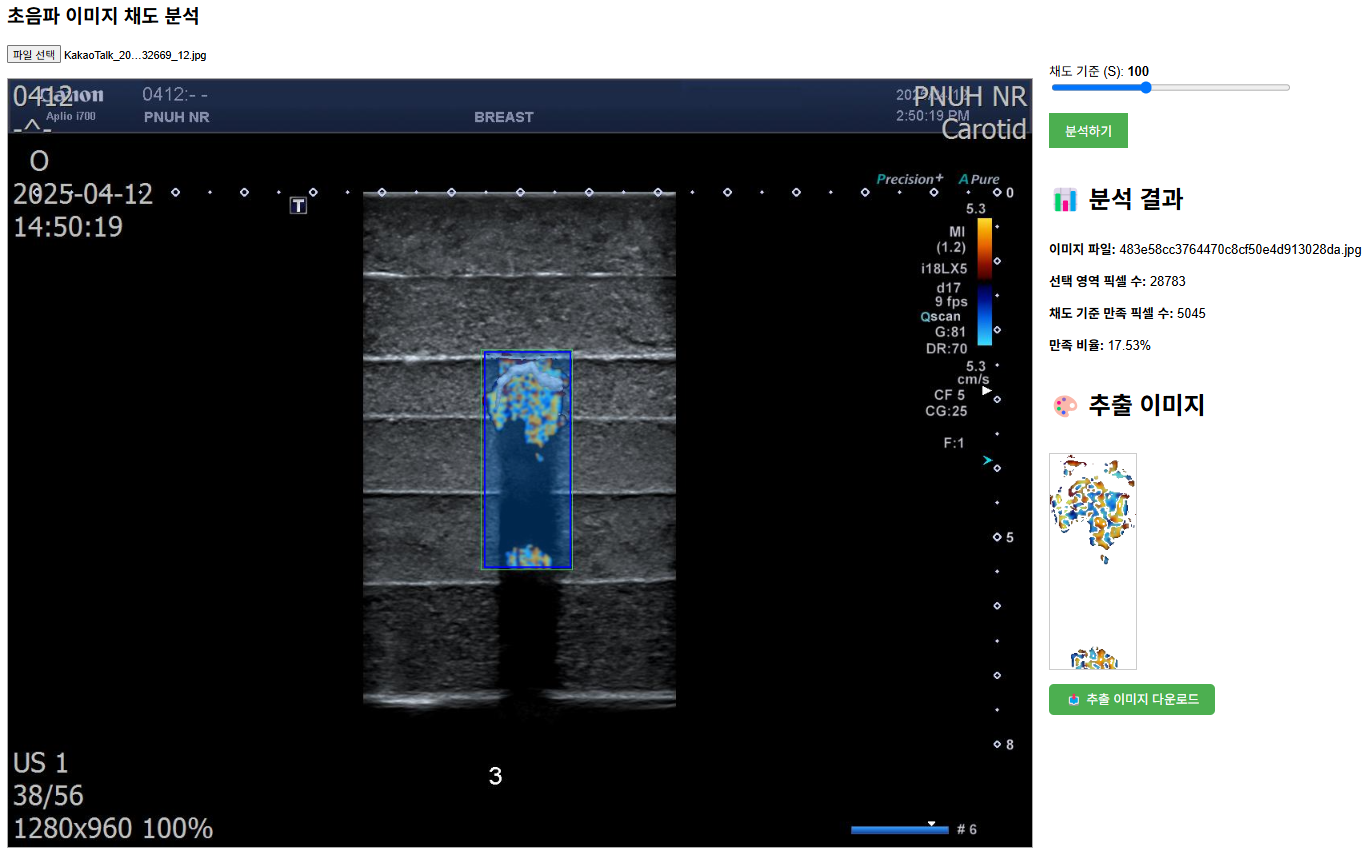 초음파 이미지 채도 분석
파일 선택 KakaoTalk_20...32669_12.jpg
0412 Canon 0412:- - PNUH NR
-^- Aplio i700 PNUH NR BREAST 2:50:19 PM Carotid
O
2025-04-12
14:50:19
T
Precision+ A Pure
0
5.3
MI
(1.2)
i18LX5
d17
9 fps
Qscan
G:81
DR:70
5.3
cm/s
CF 5
CG:25
F:1
5
8
US 1
38/56
1280x960 100%
3
# 6
채도 기준 (S): 100
분석하기
분석 결과
이미지 파일: 483e58cc3764470c8cf50e4d913028da.jpg
선택 영역 픽셀 수: 28783
채도 기준 만족 픽셀 수: 5045
만족 비율: 17.53%
추출 이미지
추출 이미지 다운로드